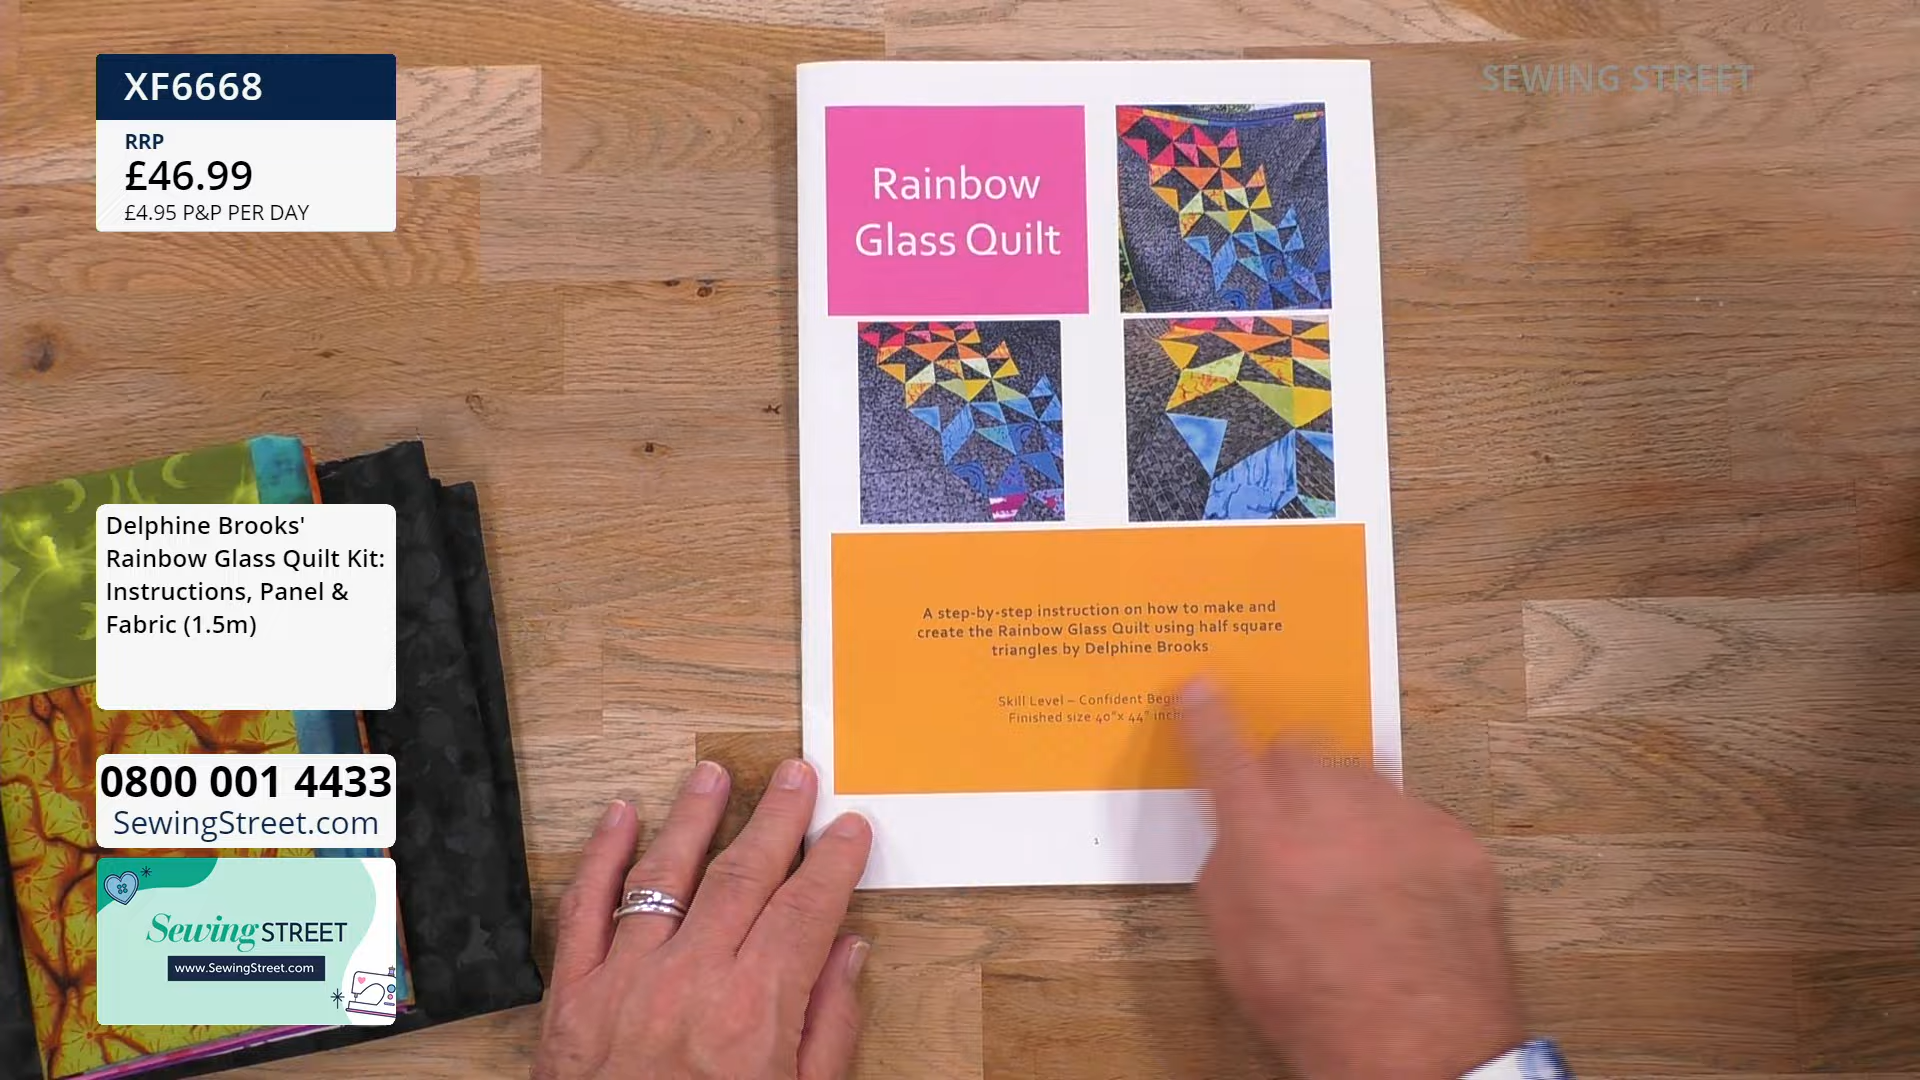 XF6668
RRP
£46.99
£4.95 P&P PER DAY
SEWING STREET
Rainbow
Glass Quilt
A step-by-step instruction on how to make and
create the Rainbow Glass Quilt using half square
triangles by Delphine Brooks
Skill Level – Confident
Finished size 40"x 44"
1
Delphine Brooks'
Rainbow Glass Quilt Kit:
Instructions, Panel &
Fabric (1.5m)
0800 001 4433
SewingStreet.com
Sewing STREET
www.SewingStreet.com